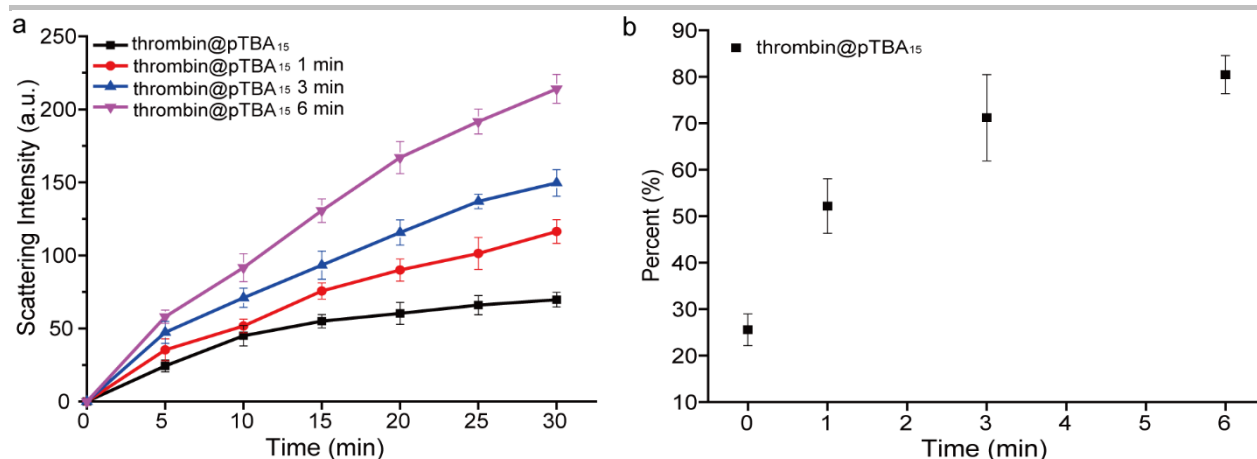 a
250
200
150
100
50
0
Scattering Intensity (a.u.)
thrombin@pTBA₁₅
thrombin@pTBA₁₅ 1 min
thrombin@pTBA₁₅ 3 min
thrombin@pTBA₁₅ 6 min
0 5 10 15 20 25 30
Time (min)
b
90
80
70
60
50
40
30
20
10
Percent (%)
thrombin@pTBA₁₅
0 1 2 3 4 5 6
Time (min)